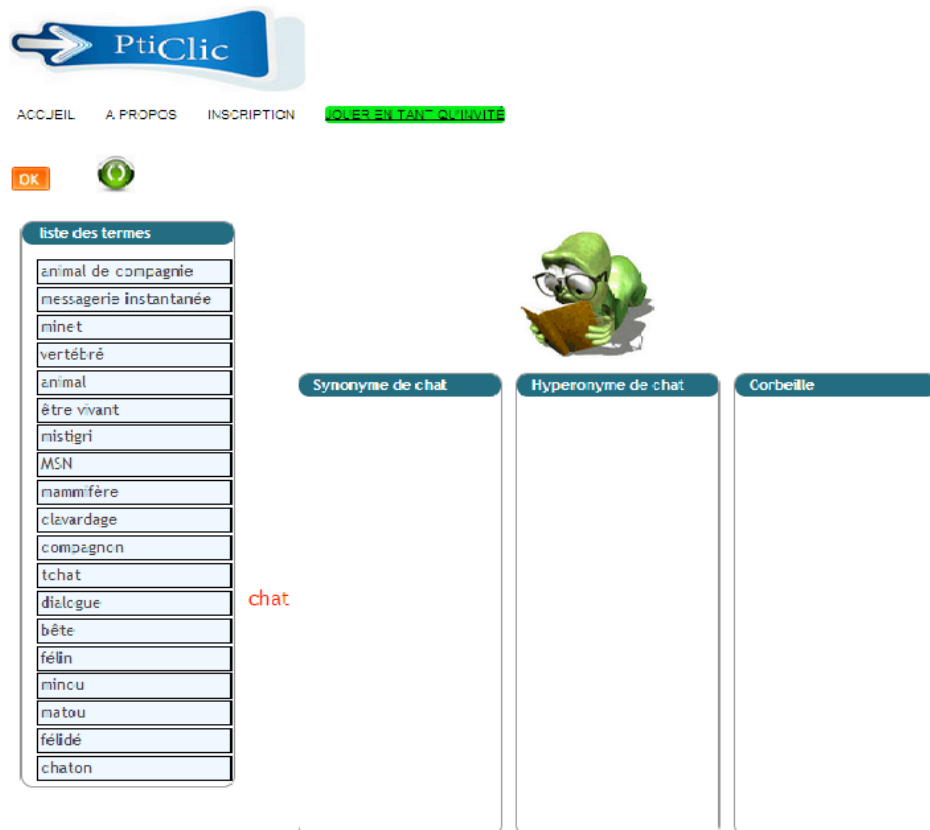 PtiClic
ACCUEIL A PROPOS INSCRIPTION JOUER EN TANT QU'INVITÉ
OK
liste des termes
animal de compagnie
messagerie instantanée
minet
vertébré
animal
être vivant
mistigri
MSN
mammifère
clavardage
compagnon
tchat
dialogue
bête
félin
minou
matou
félidé
chaton
chat
Synonyme de chat
Hyperonyme de chat
Corbeille